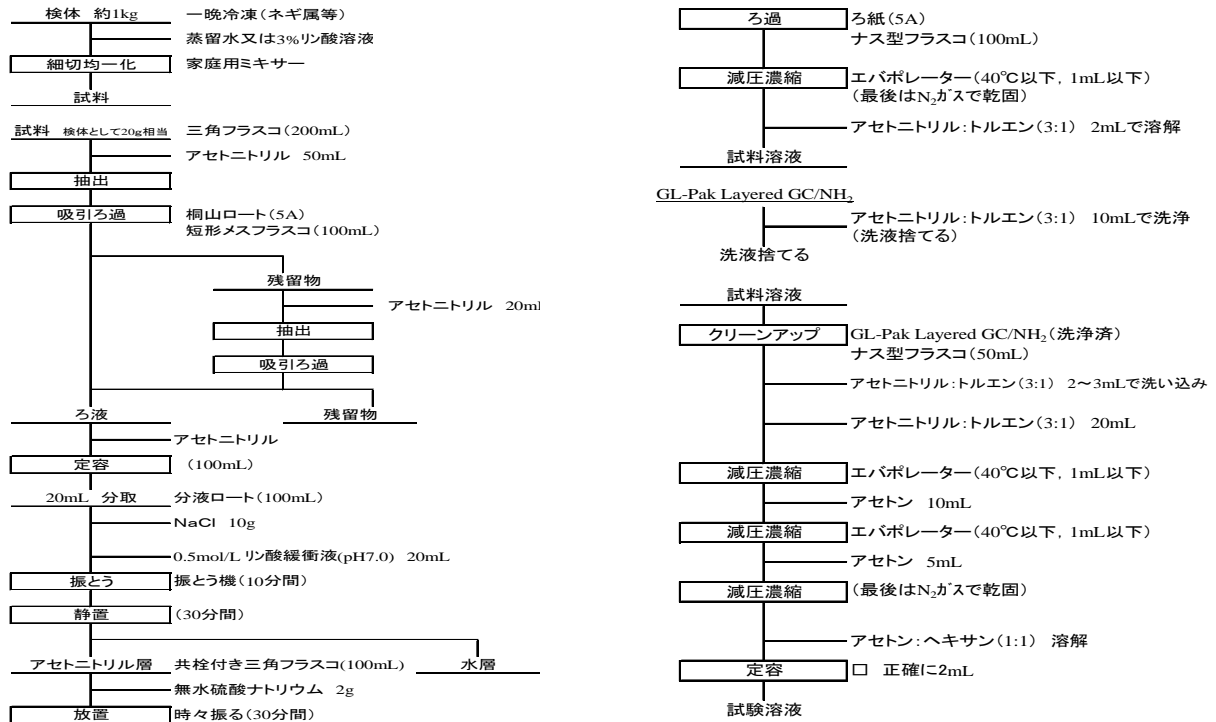 検体 約1kg 一晩冷凍(ネギ属等)
蒸留水又は3%リン酸溶液
細切均一化 家庭用ミキサー
試料
試料 検体として20g相当 三角フラスコ(200mL)
アセトニトリル 50mL
抽出
吸引ろ過 桐山ロート(5A)
短形メスフラスコ(100mL)
残留物
アセトニトリル 20ml
抽出
吸引ろ過
ろ液 残留物
アセトニトリル
定容 (100mL)
20mL 分取 分液ロート(100mL)
NaCl 10g
0.5mol/L リン酸緩衝液(pH7.0) 20mL
振とう 振とう機(10分間)
静置 (30分間)
アセトニトリル層 共栓付き三角フラスコ(100mL) 水層
無水硫酸ナトリウム 2g
放置 時々振る(30分間)
ろ過 ろ紙(5A)
ナス型フラスコ(100mL)
減圧濃縮 エバポレーター(40℃以下, 1mL以下)
(最後はN₂ガスで乾固)
アセトニトリル:トルエン(3:1) 2mLで溶解
試料溶液
GL-Pak Layered GC/NH₂
アセトニトリル:トルエン(3:1) 10mLで洗浄
(洗液捨てる)
洗液捨てる
試料溶液
クリーンアップ GL-Pak Layered GC/NH₂(洗浄済)
ナス型フラスコ(50mL)
アセトニトリル:トルエン(3:1) 2～3mLで洗い込み
アセトニトリル:トルエン(3:1) 20mL
減圧濃縮 エバポレーター(40℃以下, 1mL以下)
アセトン 10mL
減圧濃縮 エバポレーター(40℃以下, 1mL以下)
アセトン 5mL
減圧濃縮 (最後はN₂ガスで乾固)
アセトン:ヘキサン(1:1) 溶解
定容 □ 正確に2mL
試験溶液